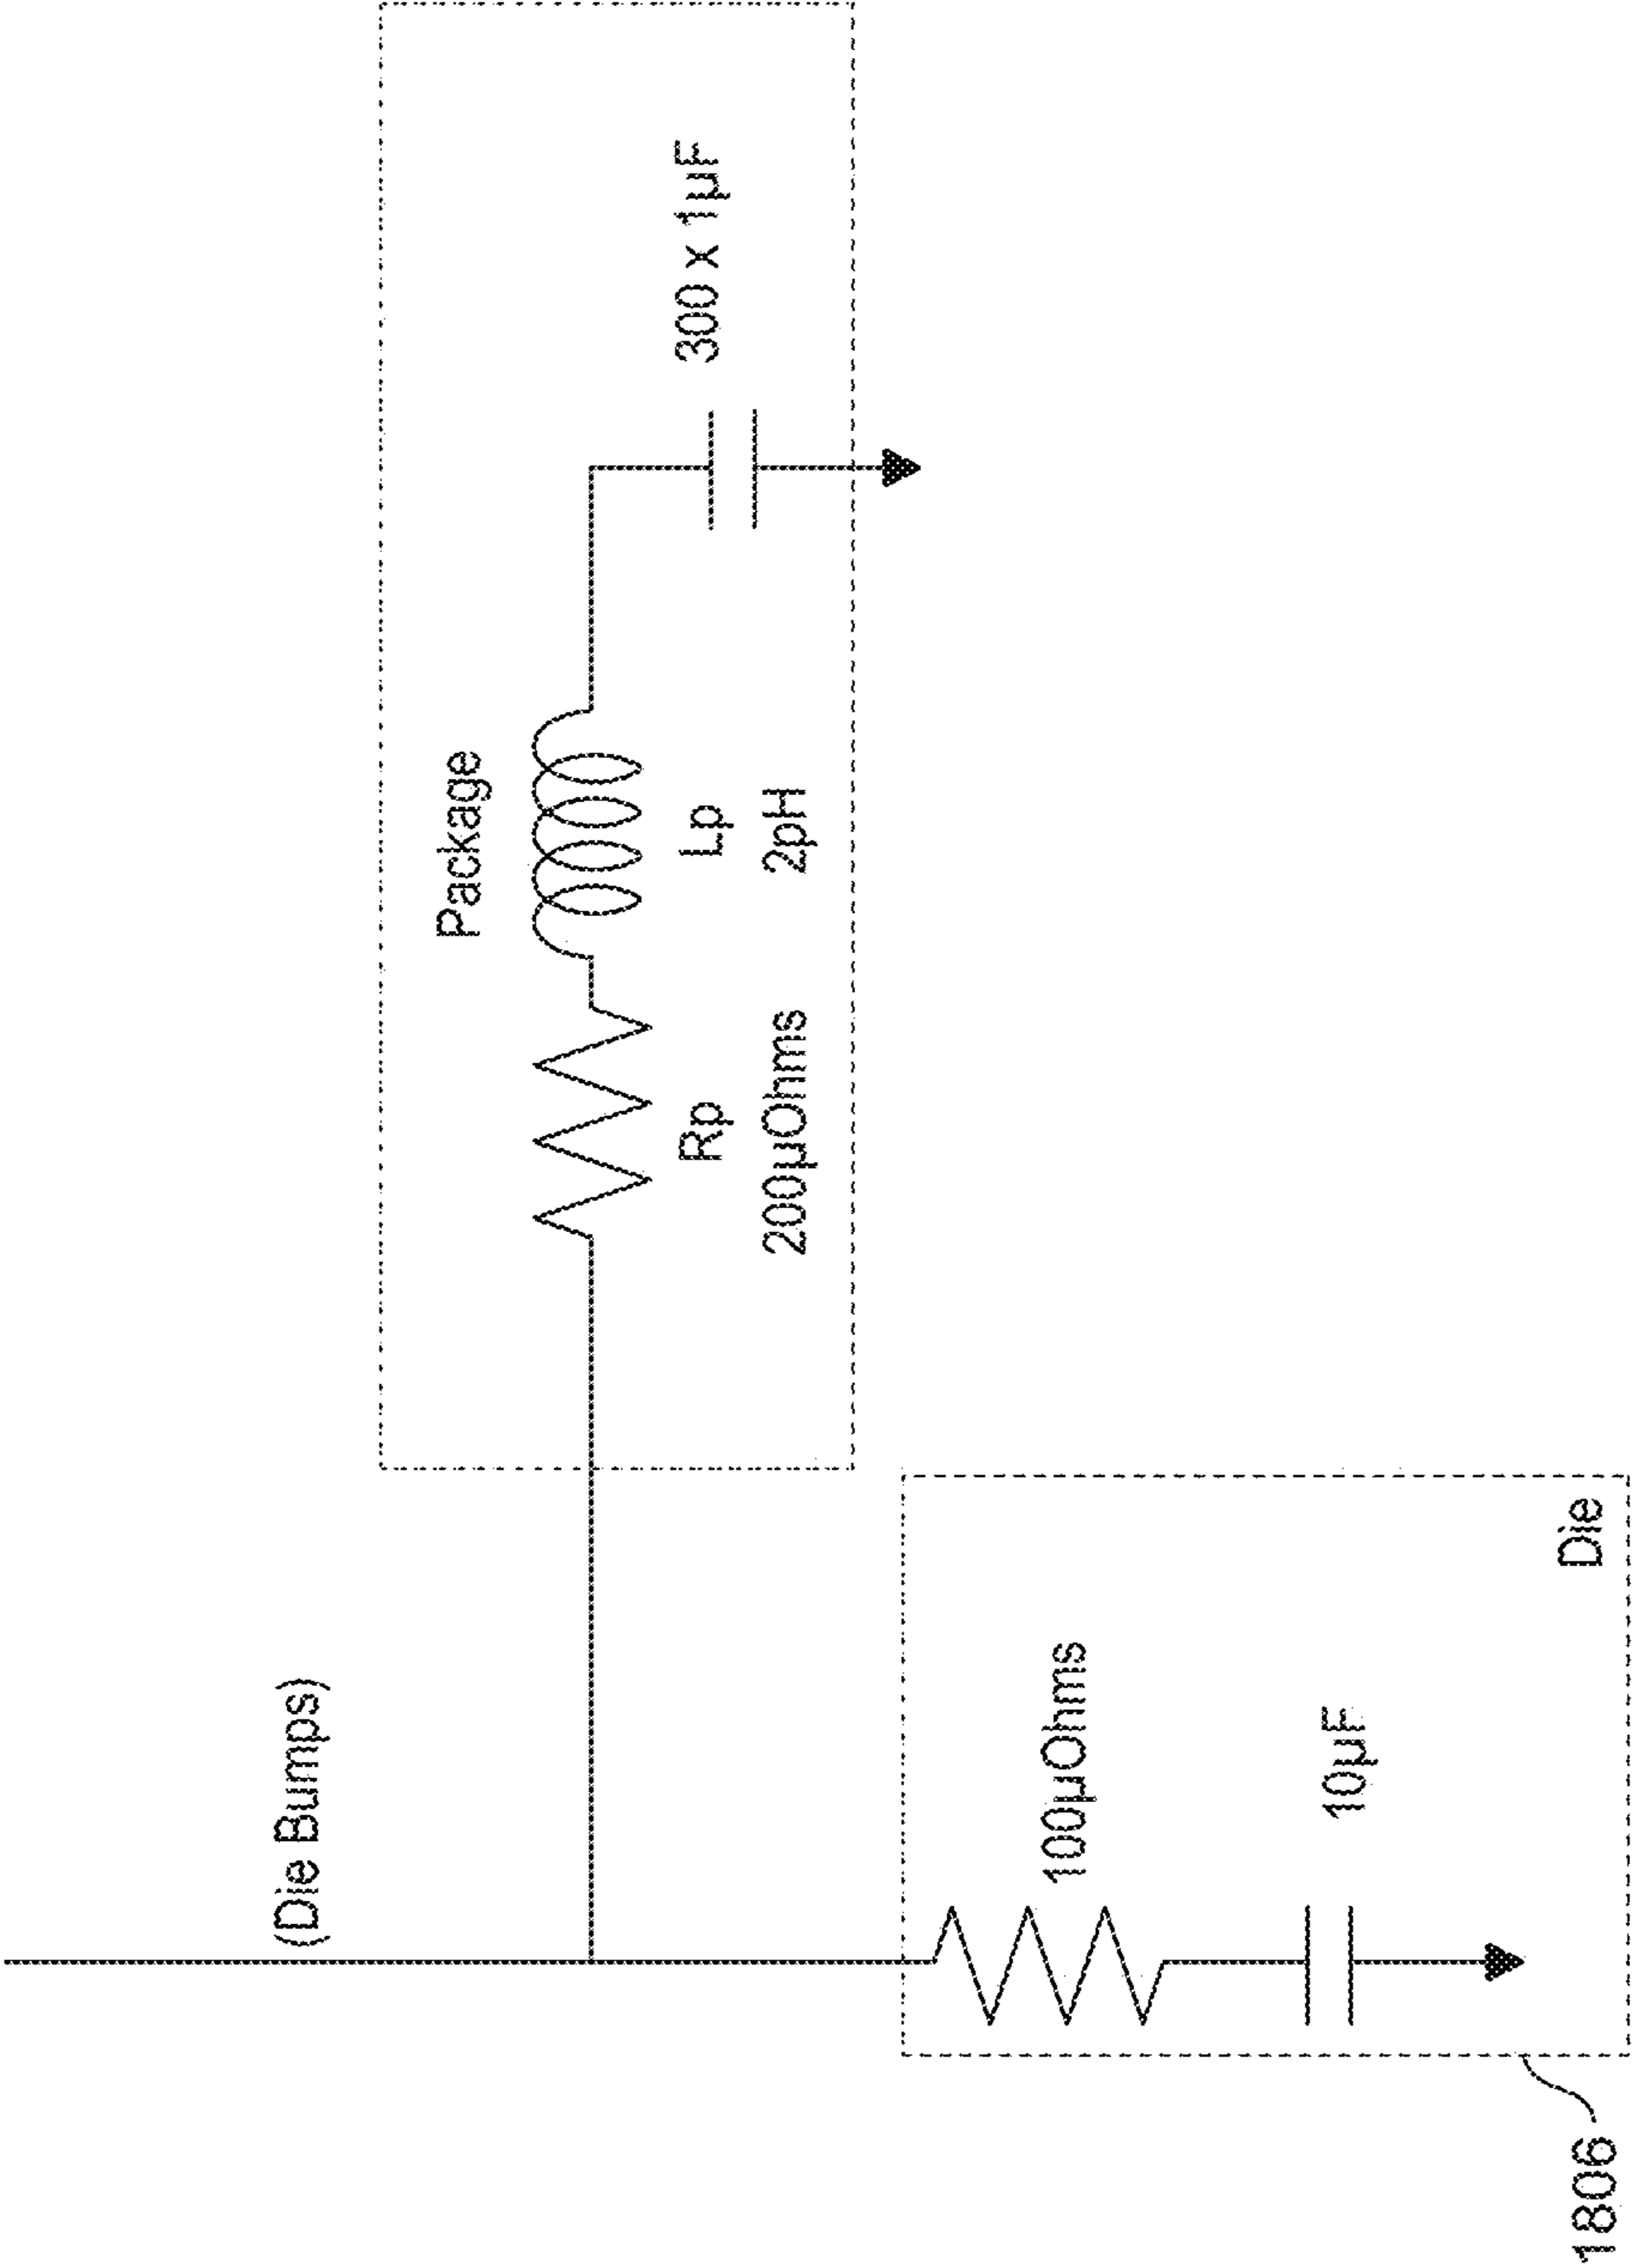 (Die Bumps)
Package
Rp
200µOhms
Lp
2pH
300 x 1µF
100µOhms
10µF
Die
1806